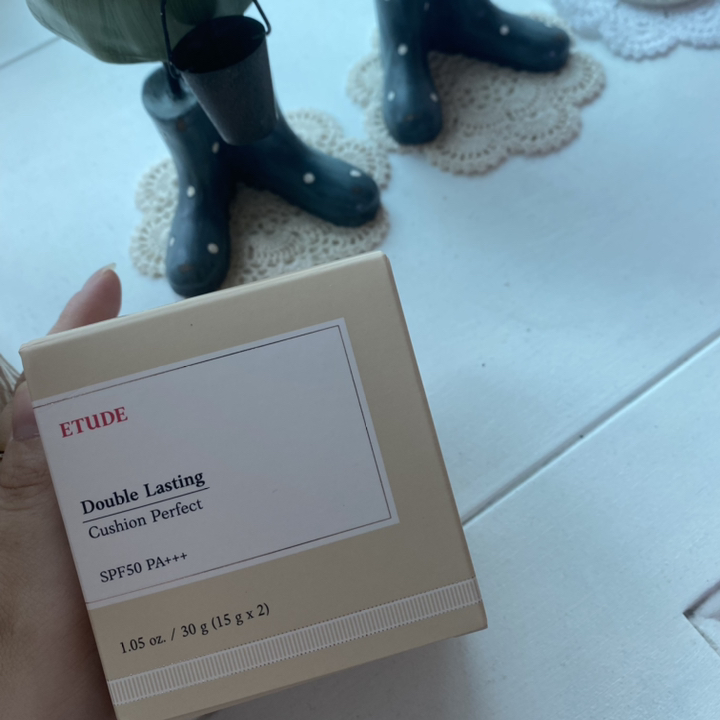 ETUDE
Double Lasting
Cushion Perfect
SPF50 PA+++
1.05 oz. / 30 g (15 g x 2)